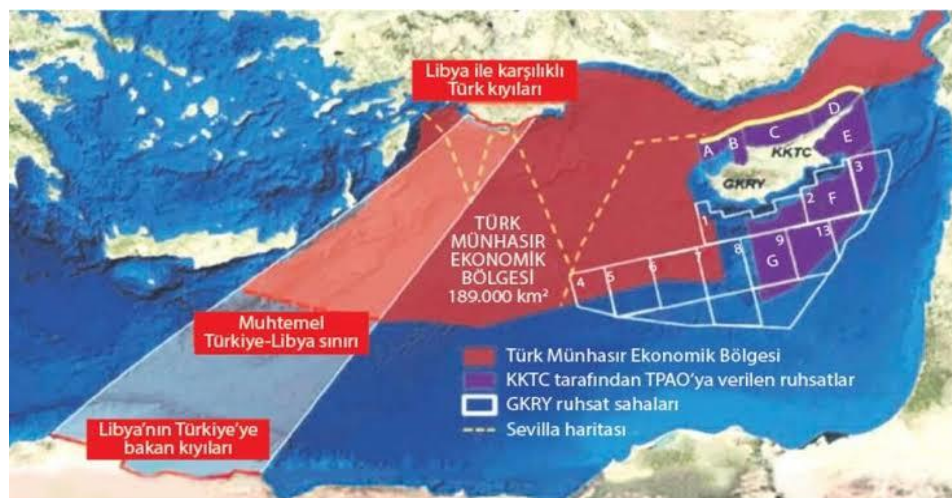 Libya ile karşılıklı
Türk kıyıları
A
B
C
D
E
KKTC
GKRY
3
2
F
1
TÜRK
MÜNHASIR
EKONOMİK
BÖLGESİ
189.000 km²
4
5
6
7
8
9
13
G
Muhtemel
Türkiye-Libya sınırı
Türk Münhasır Ekonomik Bölgesi
KKTC tarafından TPAO'ya verilen ruhsatlar
GKRY ruhsat sahaları
Sevilla haritası
Libya'nın Türkiye'ye
bakan kıyıları